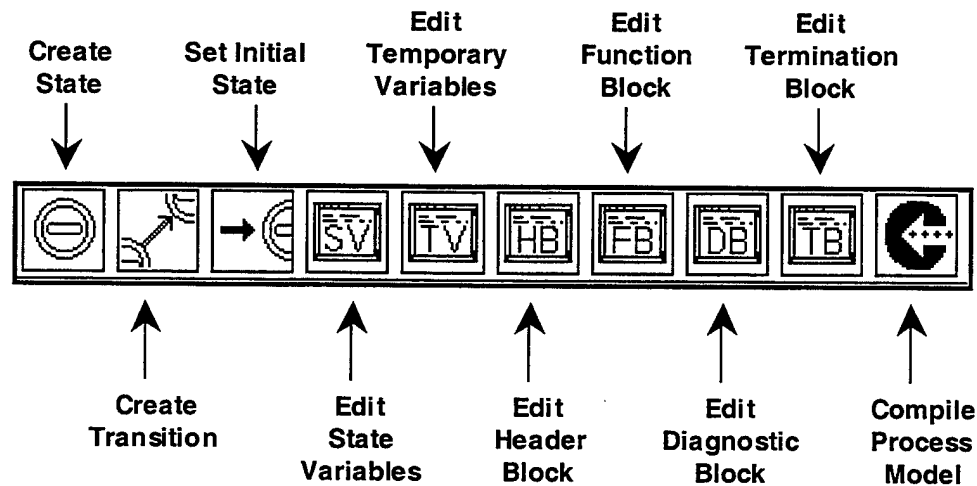 Create
State
Set Initial
State
Edit
Temporary
Variables
Edit
Function
Block
Edit
Termination
Block
SV
TV
HB
FB
DB
TB
Create
Transition
Edit
State
Variables
Edit
Header
Block
Edit
Diagnostic
Block
Compile
Process
Model